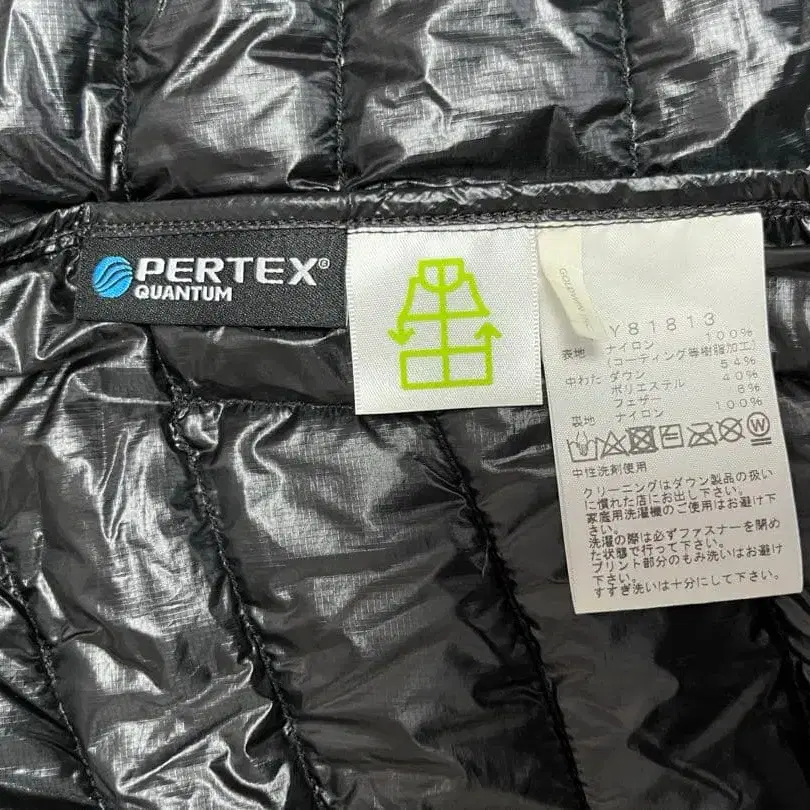 PERTEX®
QUANTUM
GOLDWIN INC.
Y81813
表地 ナイロン 100%
(コーティング等樹脂加工)
中わた ダウン 54%
ポリエステル 40%
フェザー 6%
裏地 ナイロン 100%
中性洗剤使用
クリーニングはダウン製品の扱い
に慣れた店にお出し下さい。
家庭用洗濯機のご使用はお避け下
さい。
洗濯の際は必ずファスナーを閉め
た状態で行って下さい。
プリント部分のもみ洗いはお避け
下さい。
すすぎ洗いは十分にして下さい。